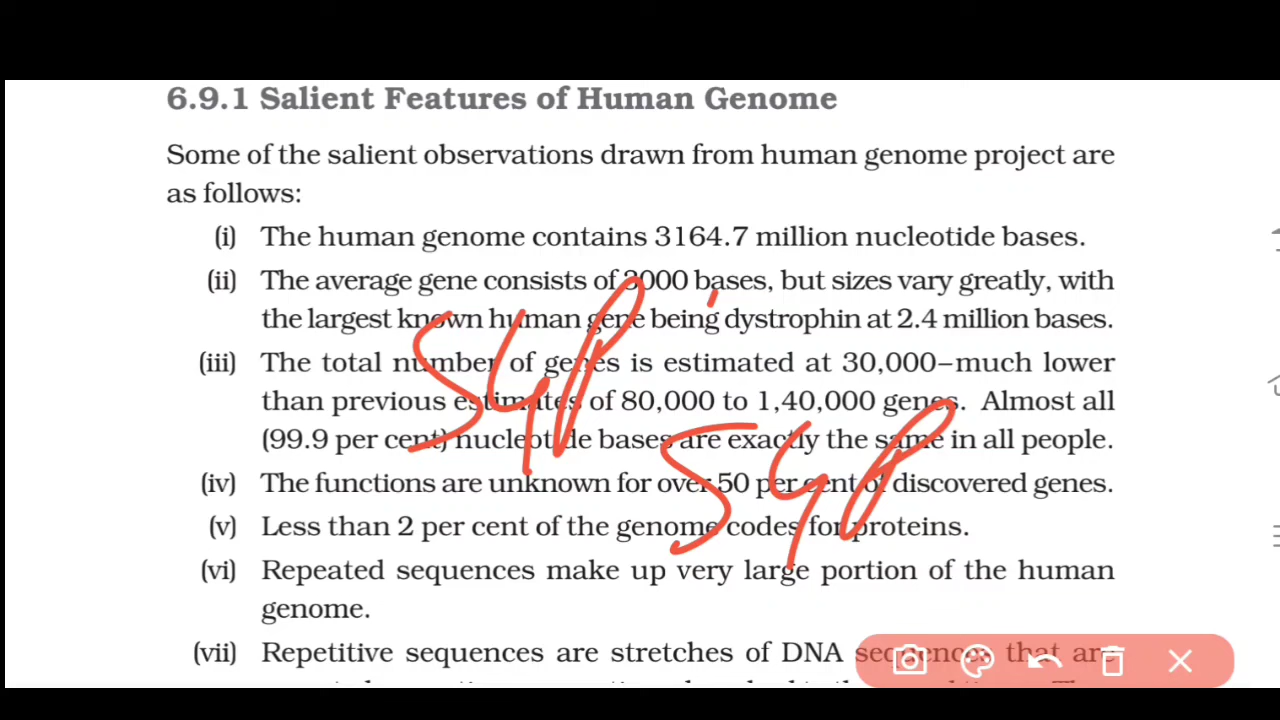 6.9.1 Salient Features of Human Genome
Some of the salient observations drawn from human genome project are
as follows:
(i) The human genome contains 3164.7 million nucleotide bases.
(ii) The average gene consists of 3000 bases, but sizes vary greatly, with
the largest known human gene being dystrophin at 2.4 million bases.
(iii) The total number of genes is estimated at 30,000–much lower
than previous estimates of 80,000 to 1,40,000 genes. Almost all
(99.9 per cent) nucleotide bases are exactly the same in all people.
(iv) The functions are unknown for over 50 per cent of discovered genes.
(v) Less than 2 per cent of the genome codes for proteins.
(vi) Repeated sequences make up very large portion of the human
genome.
(vii) Repetitive sequences are stretches of DNA sequences that are